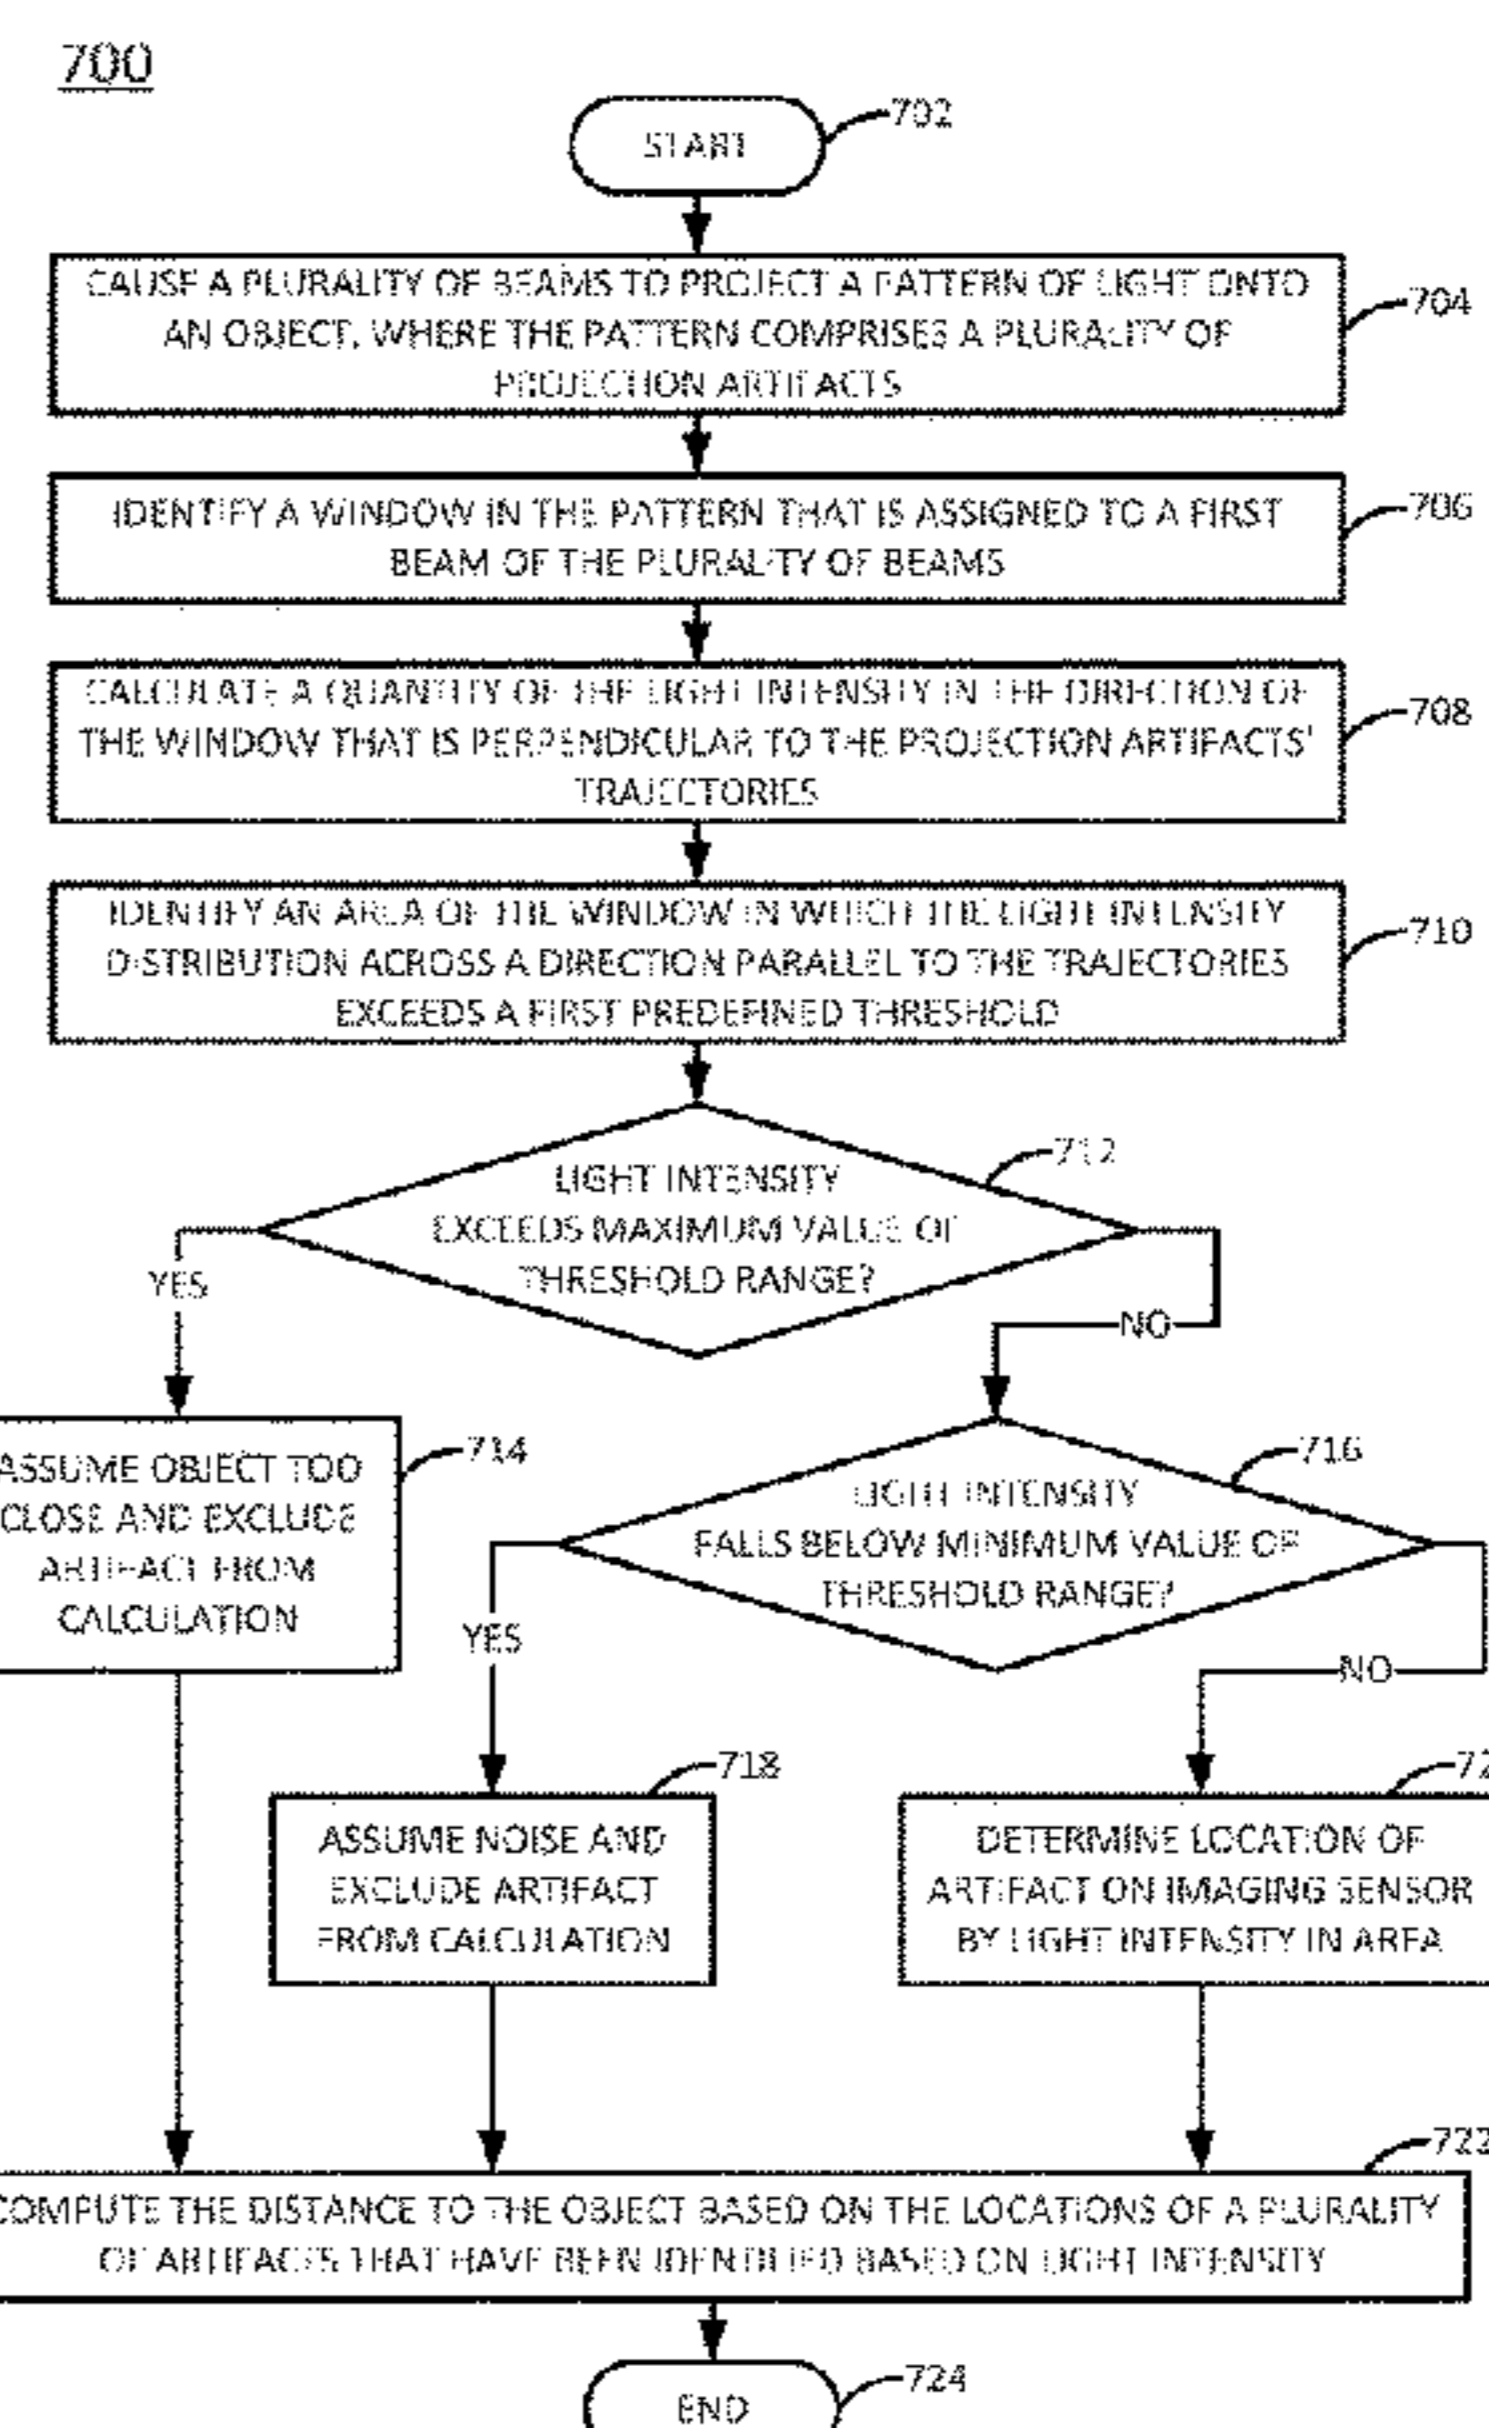 700
START
702
CAUSE A PLURALITY OF BEAMS TO PROJECT A PATTERN OF LIGHT ONTO
AN OBJECT, WHERE THE PATTERN COMPRISES A PLURALITY OF
PROJECTION ARTIFACTS
704
IDENTIFY A WINDOW IN THE PATTERN THAT IS ASSIGNED TO A FIRST
BEAM OF THE PLURALITY OF BEAMS
706
CALCULATE A QUANTITY OF THE LIGHT INTENSITY IN THE DIRECTION OF
THE WINDOW THAT IS PERPENDICULAR TO THE PROJECTION ARTIFACTS'
TRAJECTORIES
708
IDENTIFY AN AREA OF THE WINDOW IN WHICH THE LIGHT INTENSITY
DISTRIBUTION ACROSS A DIRECTION PARALLEL TO THE TRAJECTORIES
EXCEEDS A FIRST PREDEFINED THRESHOLD
710
LIGHT INTENSITY
EXCEEDS MAXIMUM VALUE OF
THRESHOLD RANGE?
712
YES
NO
ASSUME OBJECT TOO
CLOSE AND EXCLUDE
ARTIFACT FROM
CALCULATION
714
LIGHT INTENSITY
FALLS BELOW MINIMUM VALUE OF
THRESHOLD RANGE?
716
YES
NO
ASSUME NOISE AND
EXCLUDE ARTIFACT
FROM CALCULATION
718
DETERMINE LOCATION OF
ARTIFACT ON IMAGING SENSOR
BY LIGHT INTENSITY IN AREA
COMPUTE THE DISTANCE TO THE OBJECT BASED ON THE LOCATIONS OF A PLURALITY
OF ARTIFACTS THAT HAVE BEEN IDENTIFIED BASED ON LIGHT INTENSITY
722
END
724